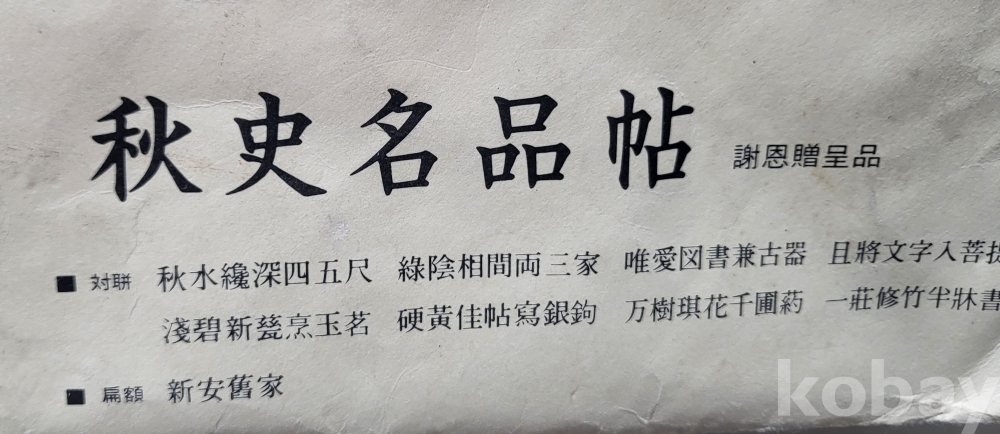 秋史名品帖 謝恩贈呈品
■ 対聯 秋水纔深四五尺 綠陰相間両三家 唯愛図書兼古器 且將文字入菩提
淺碧新甆烹玉茗 硬黃佳帖寫銀鉤 万樹琪花千圃葯 一莊修竹半牀書
■ 扁額 新安舊家
kobay